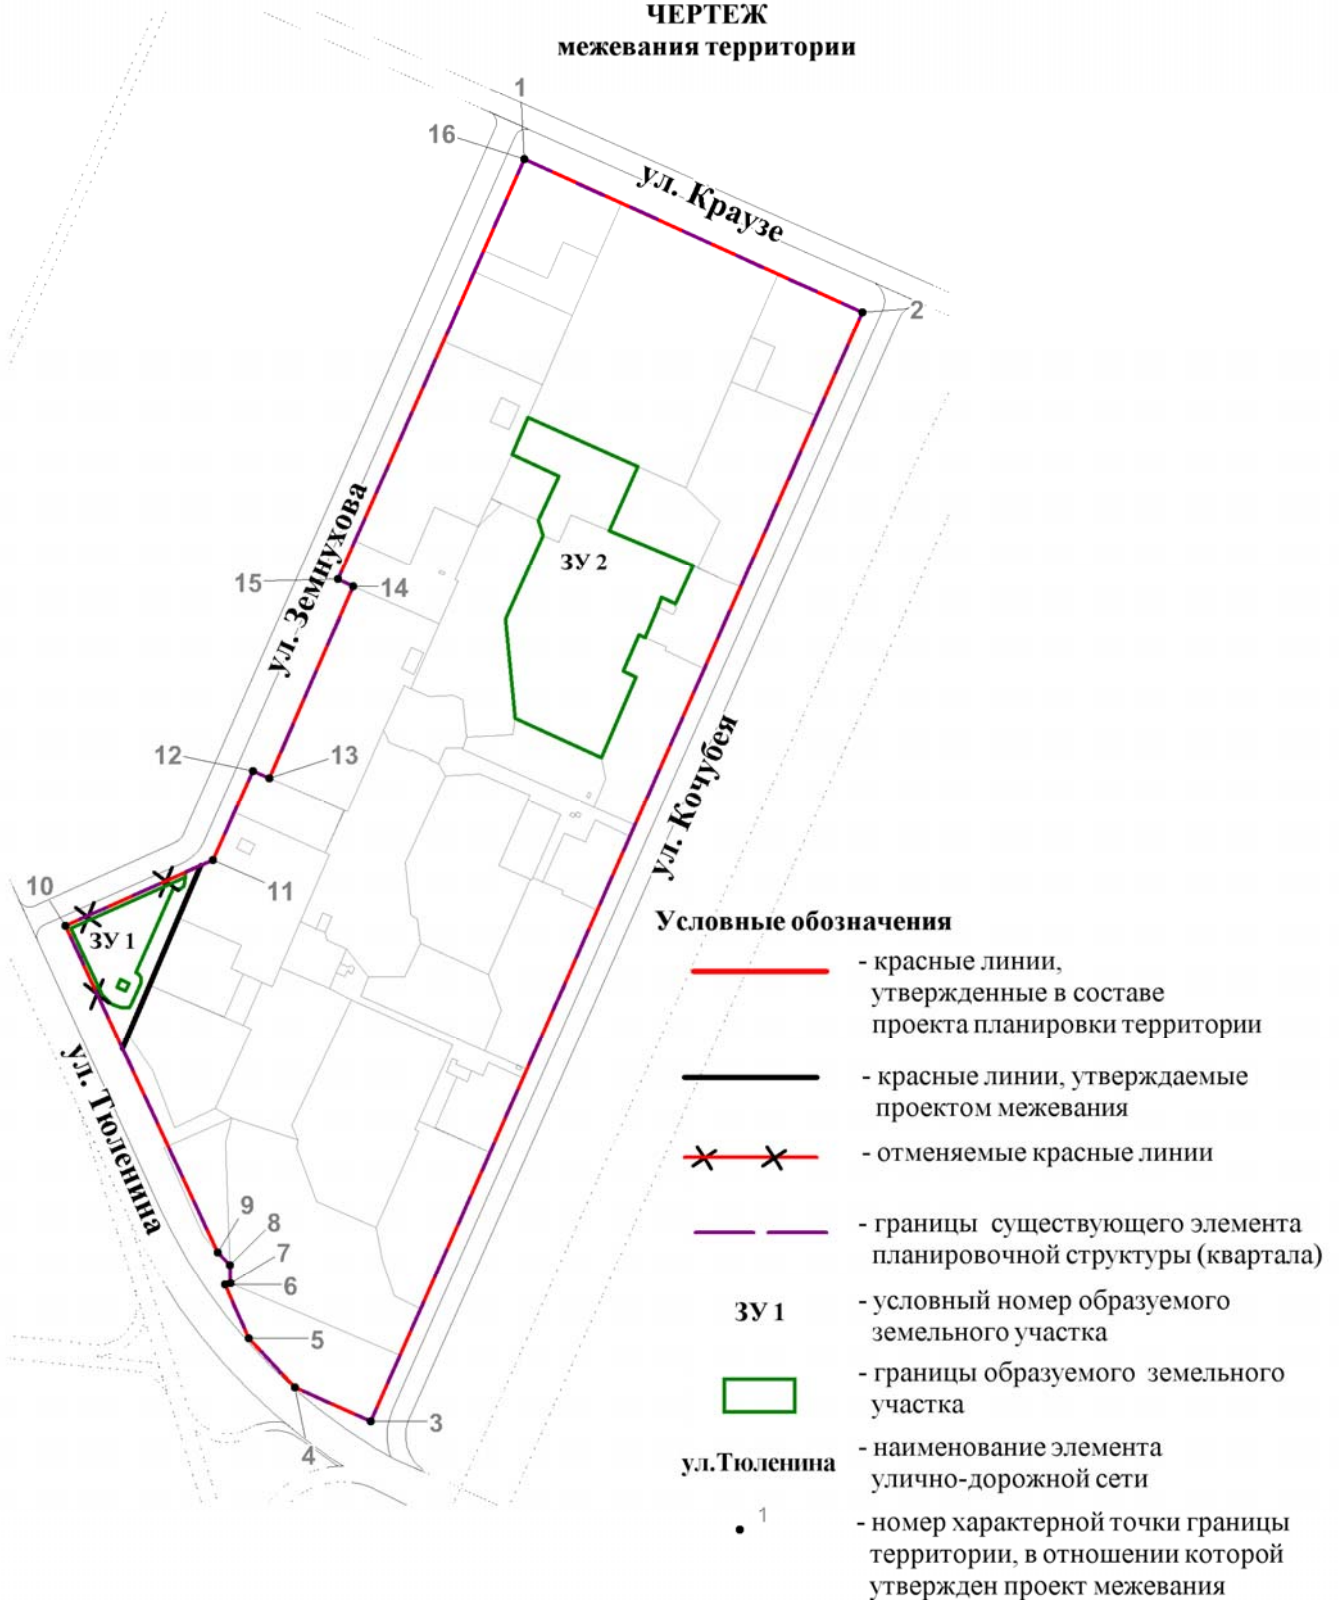 ЧЕРТЕЖ
межевания территории
1
16
ул. Краузе
2
ул. Земнухова
ЗУ 2
15
14
12
13
ул. Кочубея
10
11
ЗУ 1
ул. Тюленина
9
8
7
6
5
3
4
Условные обозначения
- красные линии,
утвержденные в составе
проекта планировки территории
- красные линии, утверждаемые
проектом межевания
- отменяемые красные линии
- границы существующего элемента
планировочной структуры (квартала)
ЗУ 1
- условный номер образуемого
земельного участка
- границы образуемого земельного
участка
ул.Тюленина
- наименование элемента
улично-дорожной сети
1
- номер характерной точки границы
территории, в отношении которой
утвержден проект межевания